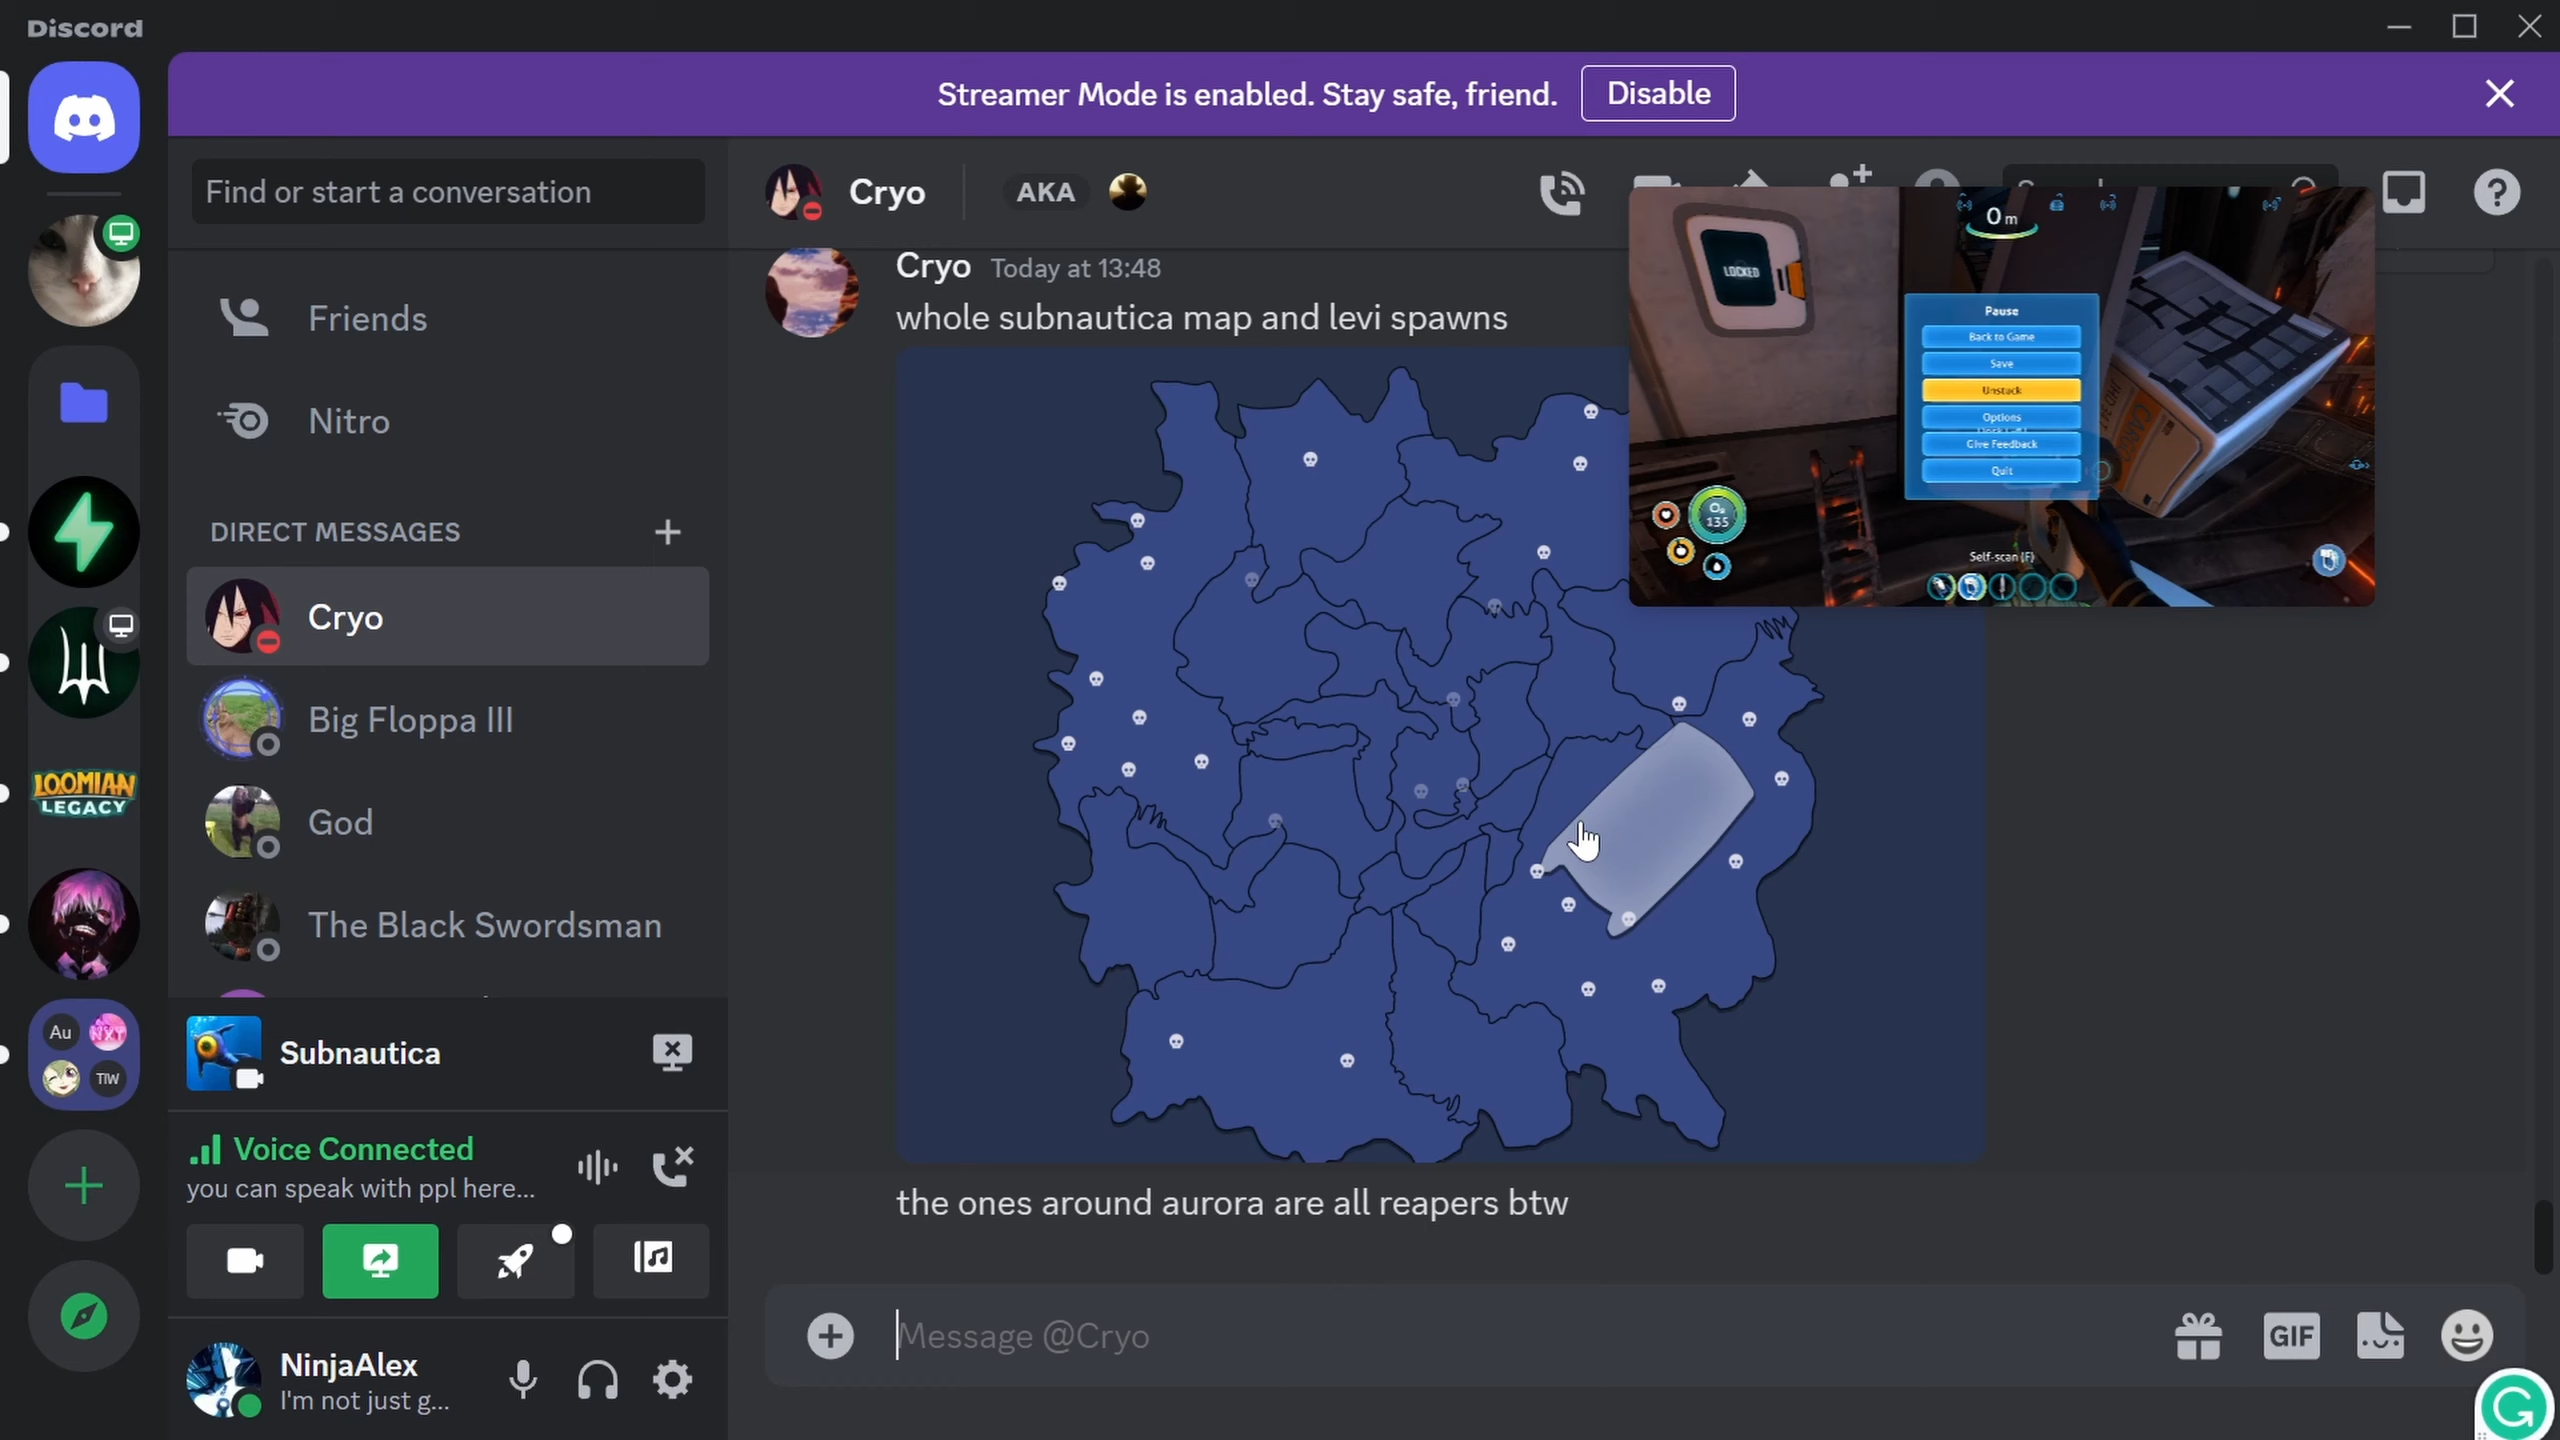 Discord
Streamer Mode is enabled. Stay safe, friend.
Disable
Find or start a conversation
Cryo
AKA
Friends
Nitro
DIRECT MESSAGES
Cryo
Big Floppa III
God
The Black Swordsman
LOOMIAN
LEGACY
Au
NXT
TIW
Subnautica
Voice Connected
you can speak with ppl here...
NinjaAlex
I'm not just g...
Cryo Today at 13:48
whole subnautica map and levi spawns
0 m
LOCKED
Pause
Back to Game
Save
Unstuck
Options
Give Feedback
Quit
O₂
135
Self-scan (F)
the ones around aurora are all reapers btw
Message @Cryo
GIF